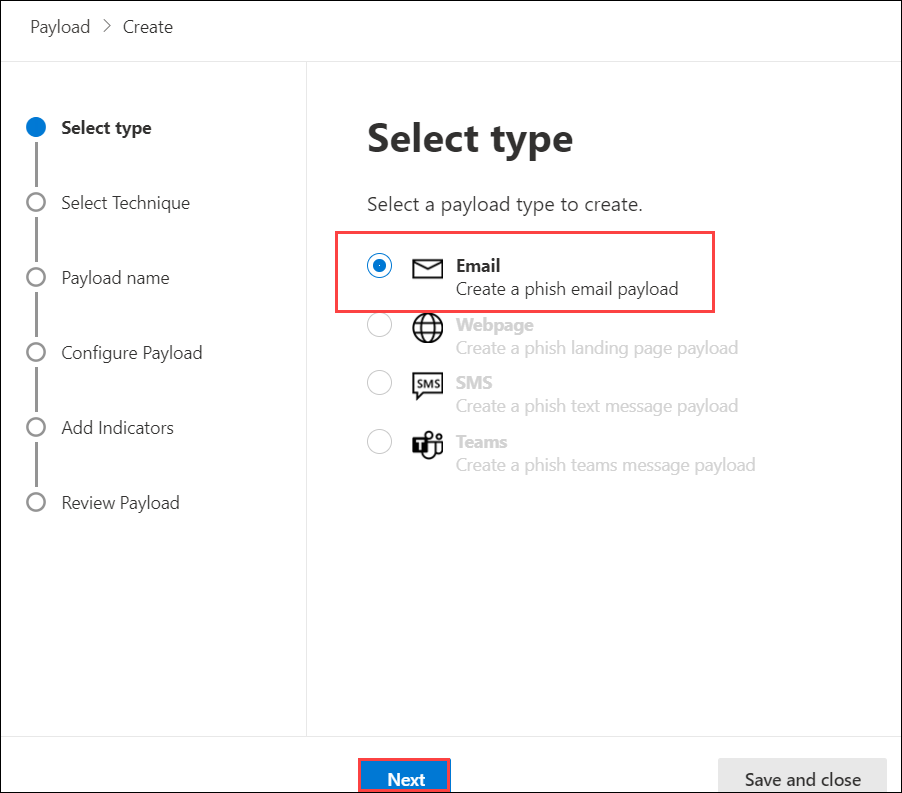 Payload > Create
Select type
Select Technique
Payload name
Configure Payload
Add Indicators
Review Payload
Select type
Select a payload type to create.
Email
Create a phish email payload
Webpage
Create a phish landing page payload
SMS
SMS
Create a phish text message payload
T
Teams
Create a phish teams message payload
Next
Save and close